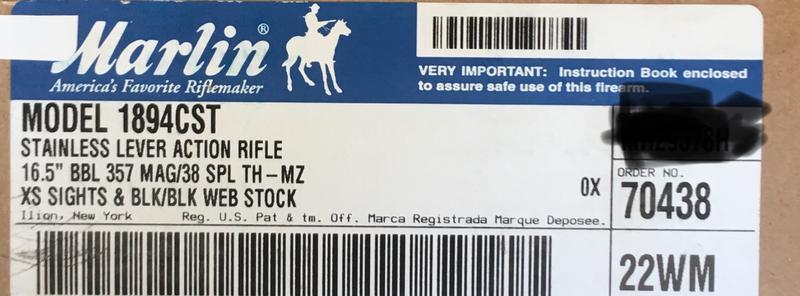 Marlin®
America's Favorite Riflemaker
VERY IMPORTANT: Instruction Book enclosed
to assure safe use of this firearm.
MODEL 1894CST
STAINLESS LEVER ACTION RIFLE
16.5" BBL 357 MAG/38 SPL TH-MZ
XS SIGHTS & BLK/BLK WEB STOCK
0X
Ilion, New York Reg. U.S. Pat & tm. Off. Marca Registrada Marque Deposee.
ORDER NO.
70438
22WM